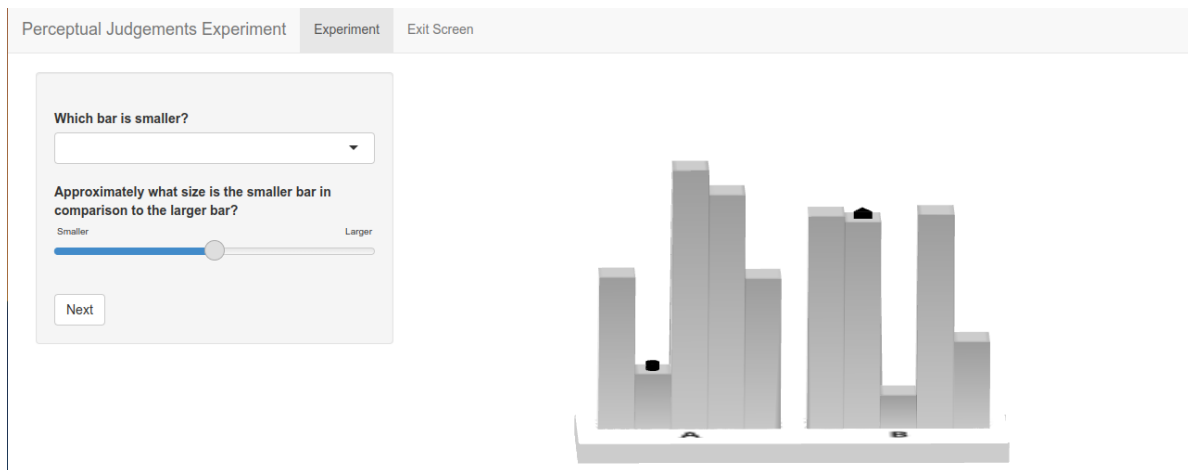 Perceptual Judgements Experiment
Experiment
Exit Screen
Which bar is smaller?
Approximately what size is the smaller bar in
comparison to the larger bar?
Smaller
Larger
Next
A
B